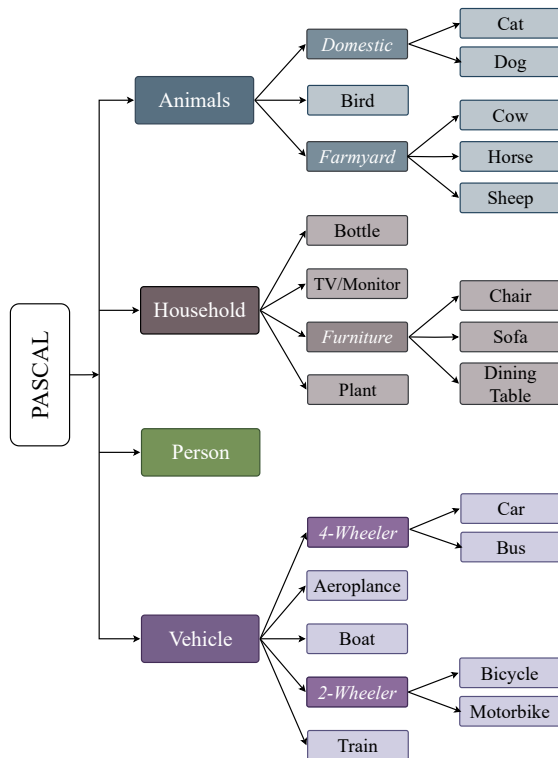 PASCAL
Animals
Domestic
Cat
Dog
Bird
Farmyard
Cow
Horse
Sheep
Household
Bottle
TV/Monitor
Furniture
Chair
Sofa
Dining
Table
Plant
Person
Vehicle
4-Wheeler
Car
Bus
Aeroplance
Boat
2-Wheeler
Bicycle
Motorbike
Train